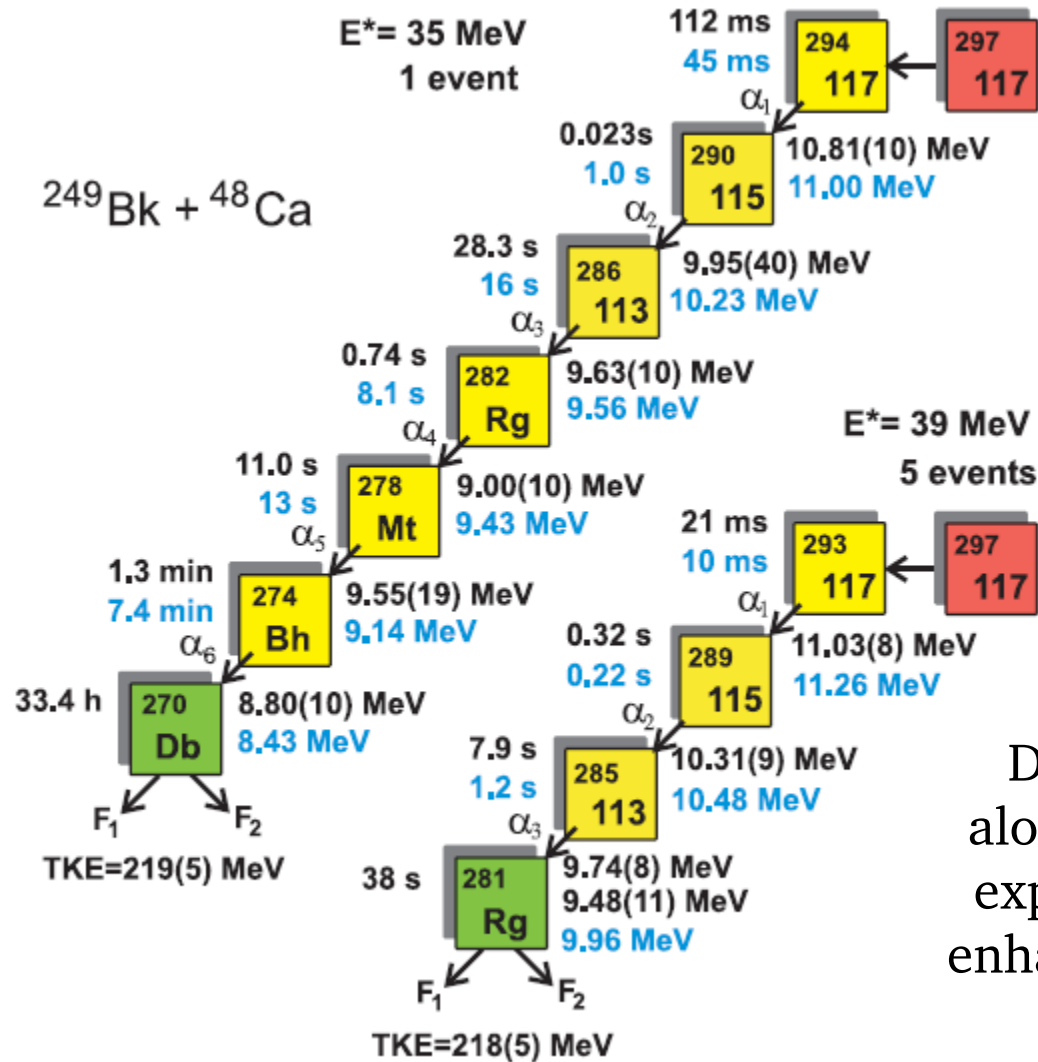 E*= 35 MeV
1 event
²⁴⁹Bk + ⁴⁸Ca
112 ms
45 ms
294
117
297
117
α₁
0.023s
1.0 s
290
115
10.81(10) MeV
11.00 MeV
α₂
28.3 s
16 s
286
113
9.95(40) MeV
10.23 MeV
α₃
0.74 s
8.1 s
282
Rg
9.63(10) MeV
9.56 MeV
α₄
11.0 s
13 s
278
Mt
9.00(10) MeV
9.43 MeV
α₅
1.3 min
7.4 min
274
Bh
9.55(19) MeV
9.14 MeV
α₆
33.4 h
270
Db
8.80(10) MeV
8.43 MeV
F₁
F₂
TKE=219(5) MeV
E*= 39 MeV
5 events
21 ms
10 ms
293
117
297
117
α₁
0.32 s
0.22 s
289
115
11.03(8) MeV
11.26 MeV
α₂
7.9 s
1.2 s
285
113
10.31(9) MeV
10.48 MeV
α₃
38 s
281
Rg
9.74(8) MeV
9.48(11) MeV
9.96 MeV
F₁
F₂
TKE=218(5) MeV
D
alo
exp
enha